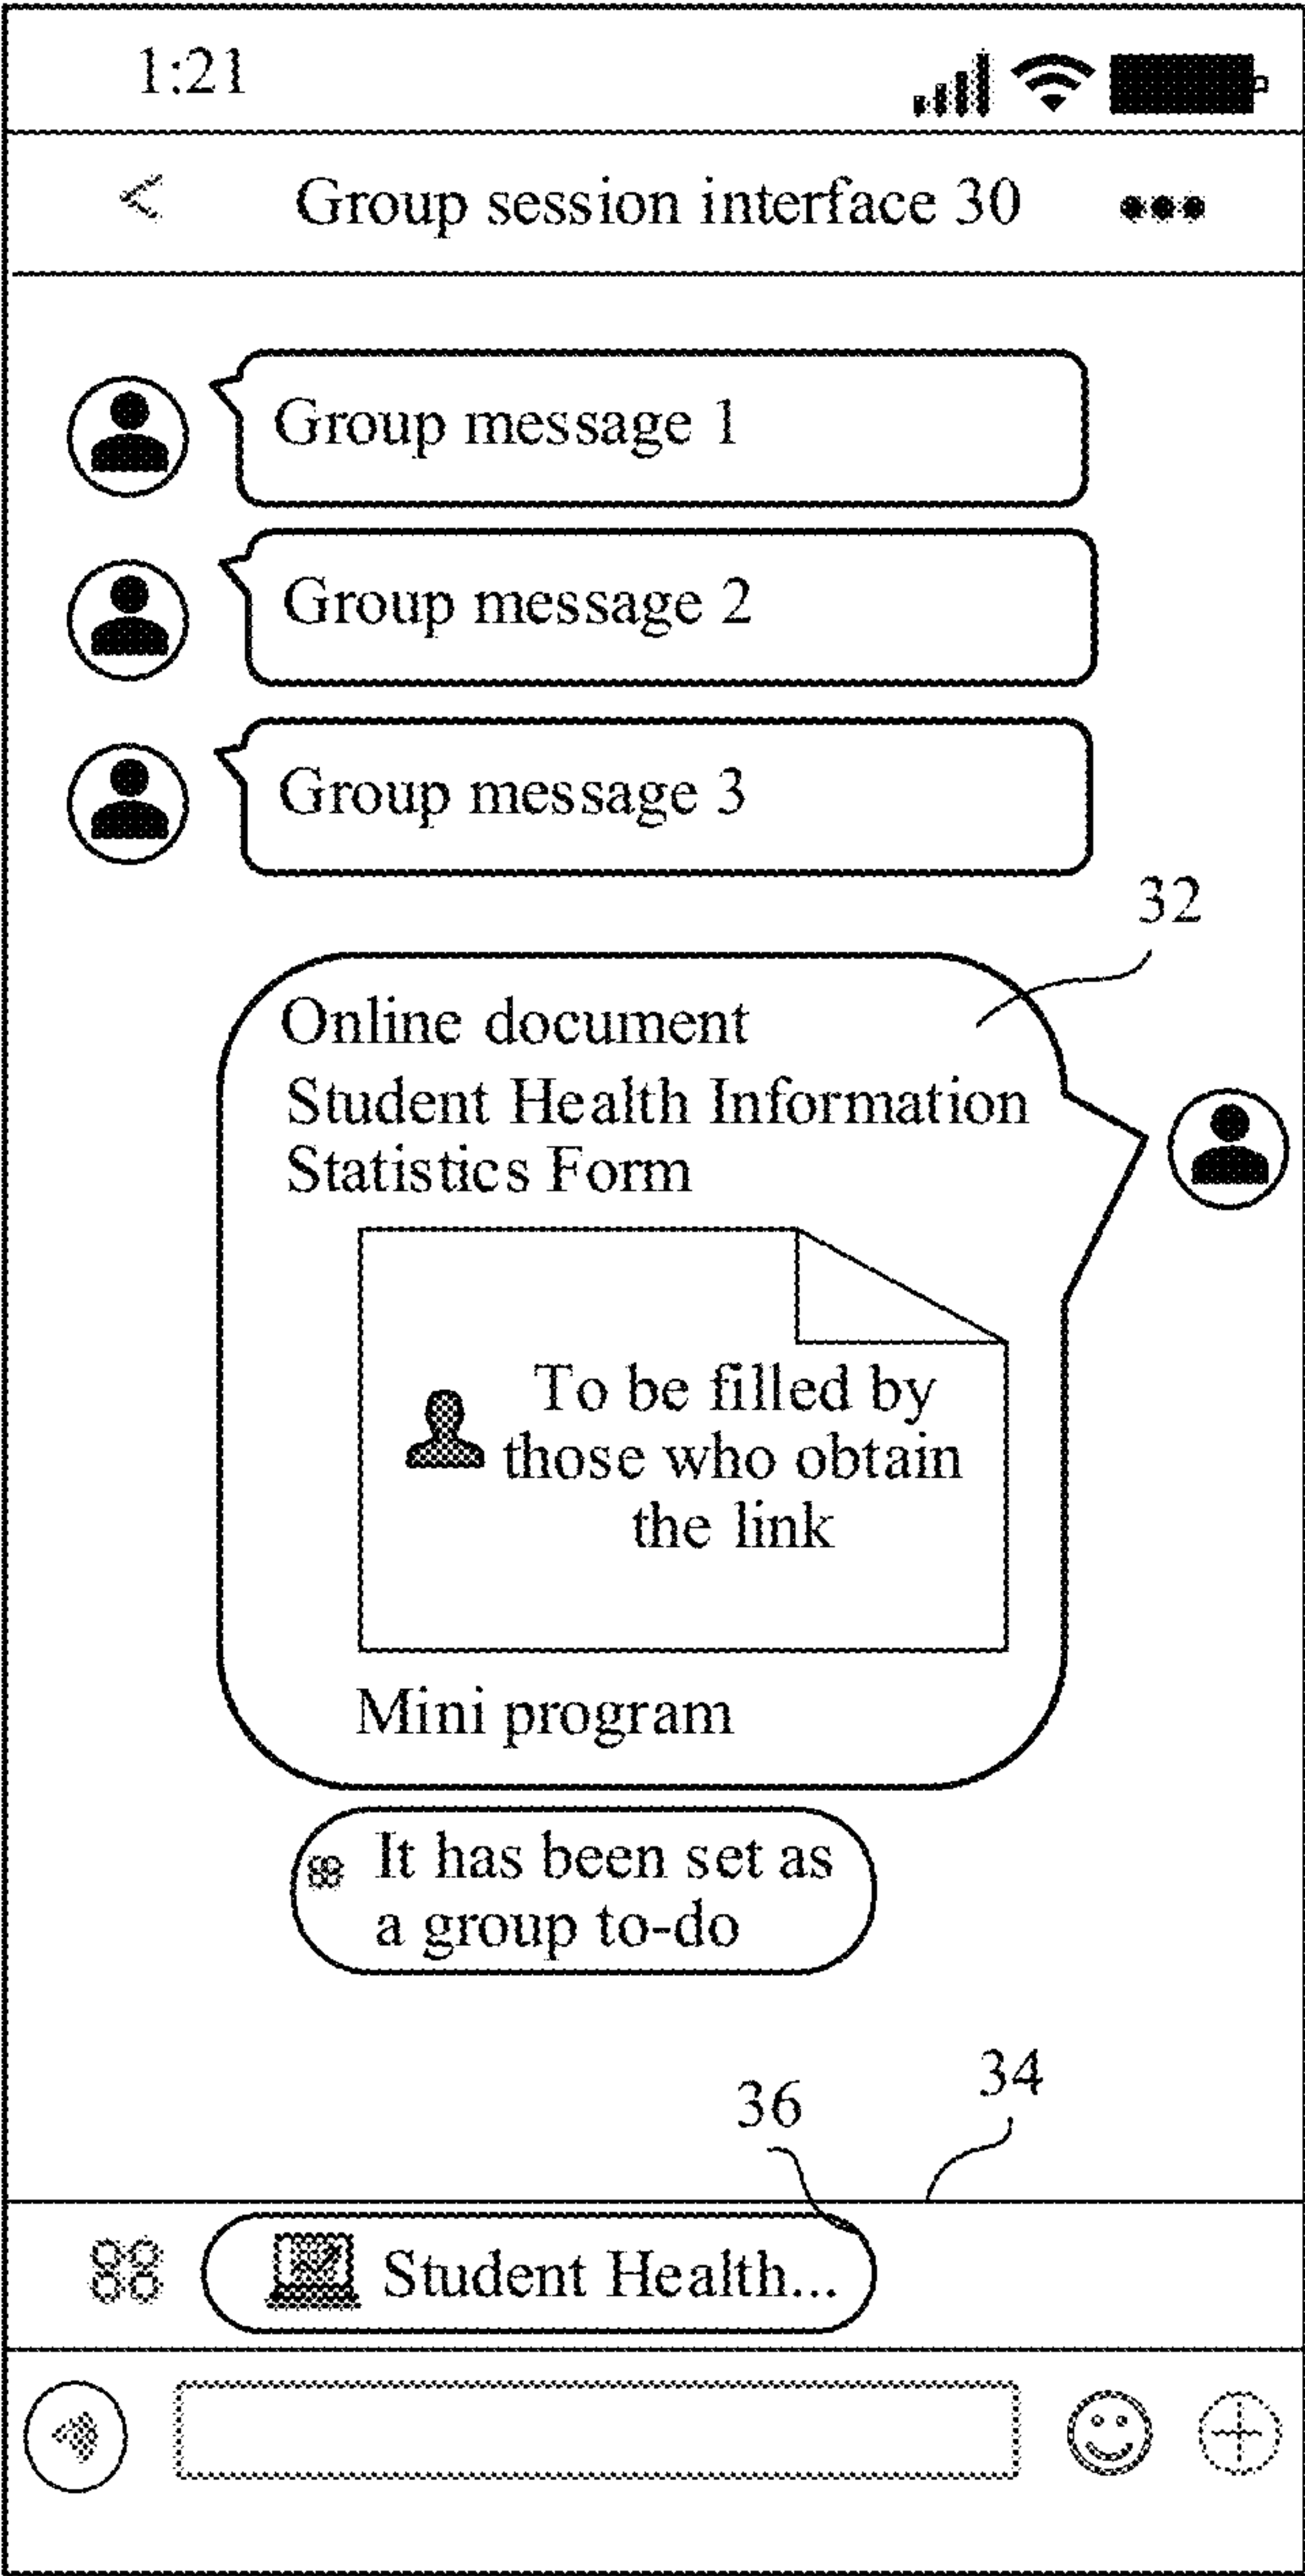 1:21
< Group session interface 30 •••
Group message 1
Group message 2
Group message 3
32
Online document
Student Health Information
Statistics Form
To be filled by
those who obtain
the link
Mini program
It has been set as
a group to-do
34
36
Student Health...